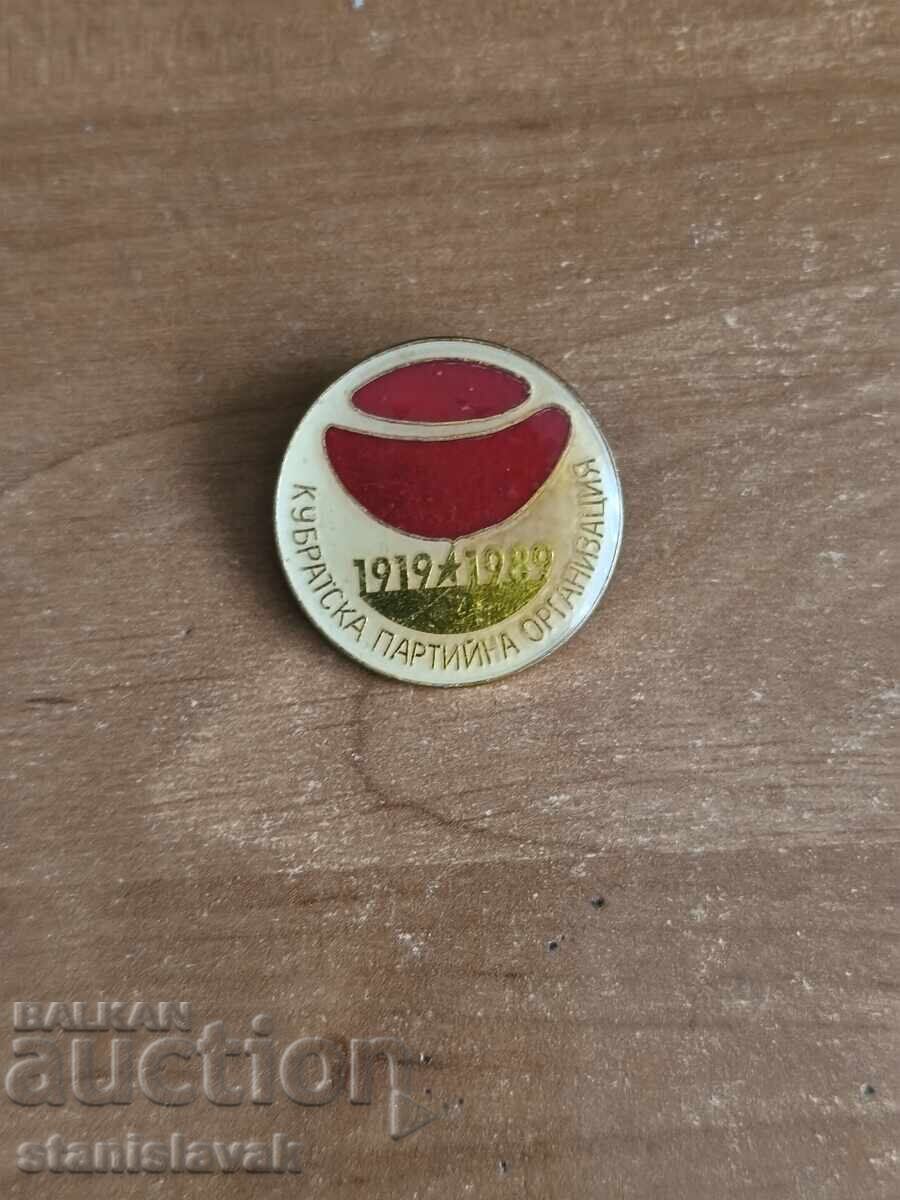 1919★1989
КУБРАТСКА ПАРТИЙНА ОРГАНИЗАЦИЯ
BALKAN
auction
stanislavak